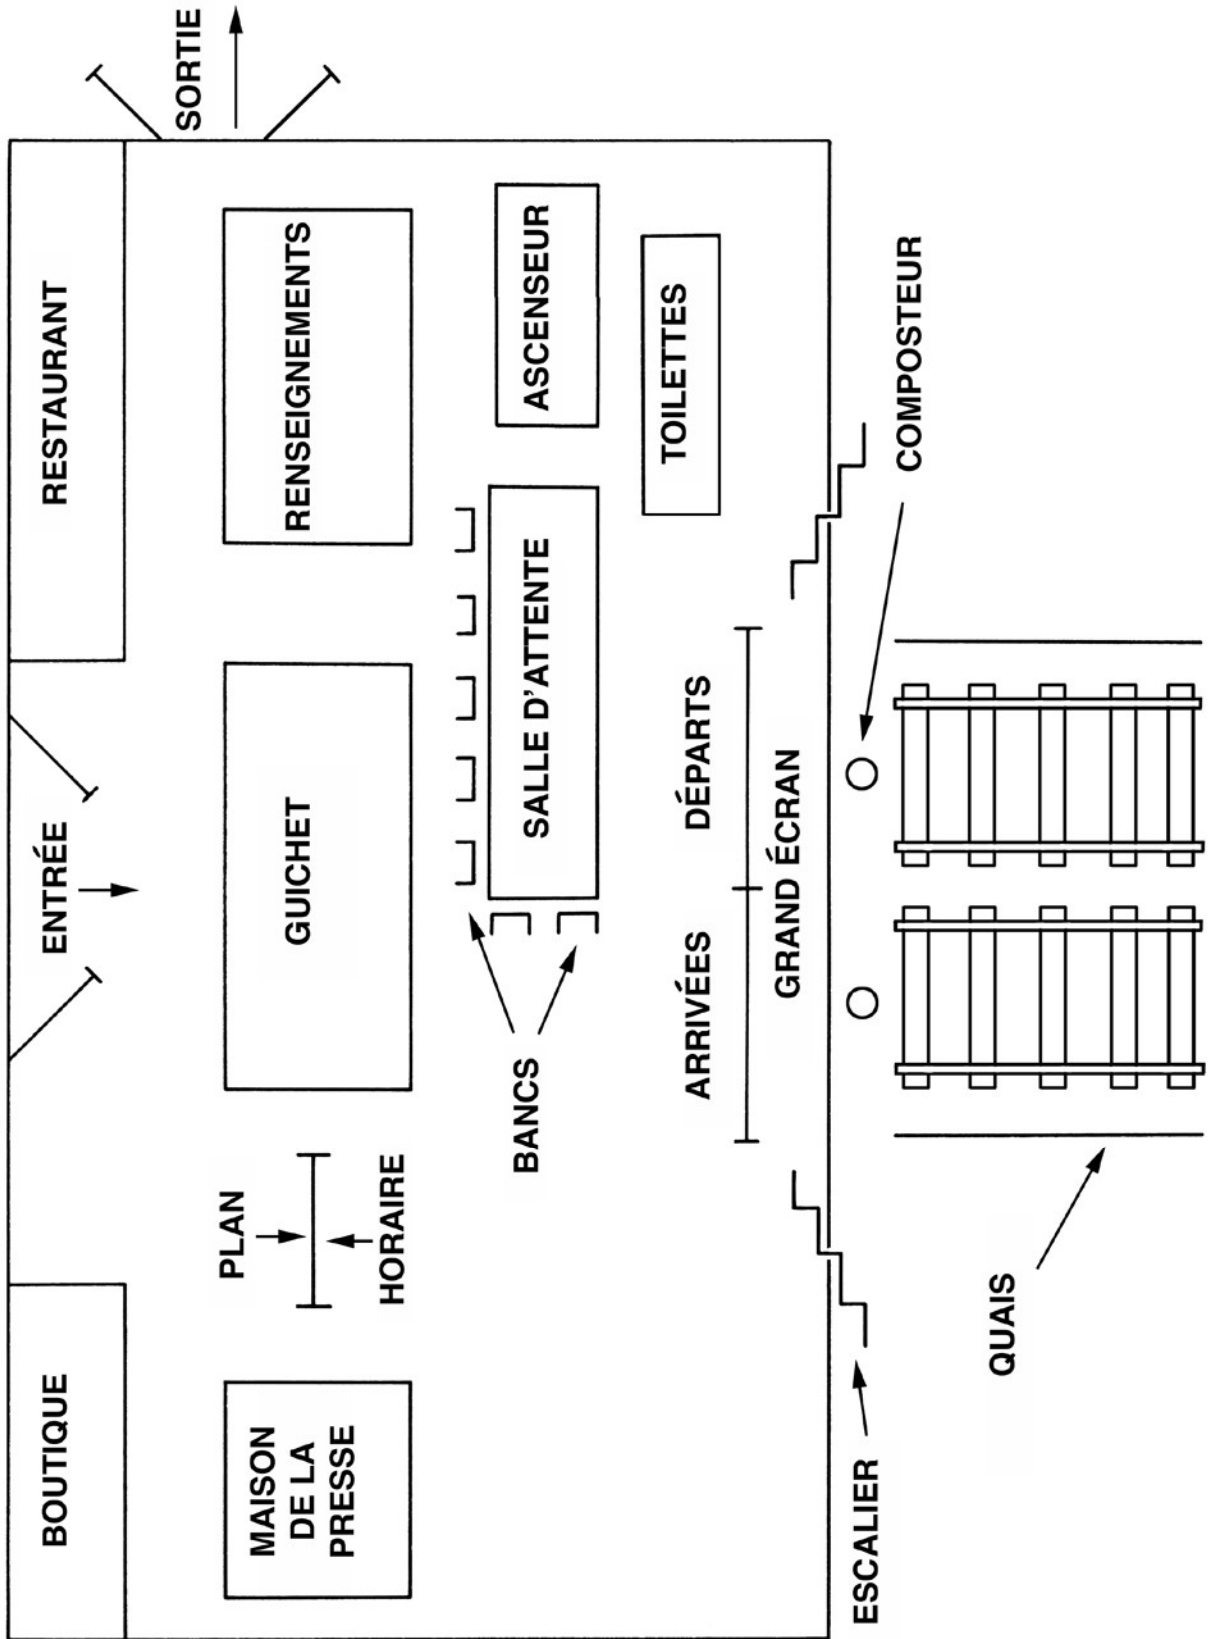 BOUTIQUE
ENTRÉE
RESTAURANT
SORTIE
MAISON
DE LA
PRESSE
PLAN
HORAIRE
GUICHET
RENSEIGNEMENTS
BANCS
SALLE D'ATTENTE
ASCENSEUR
TOILETTES
ARRIVÉES
DÉPARTS
GRAND ÉCRAN
ESCALIER
COMPOSTEUR
QUAIS